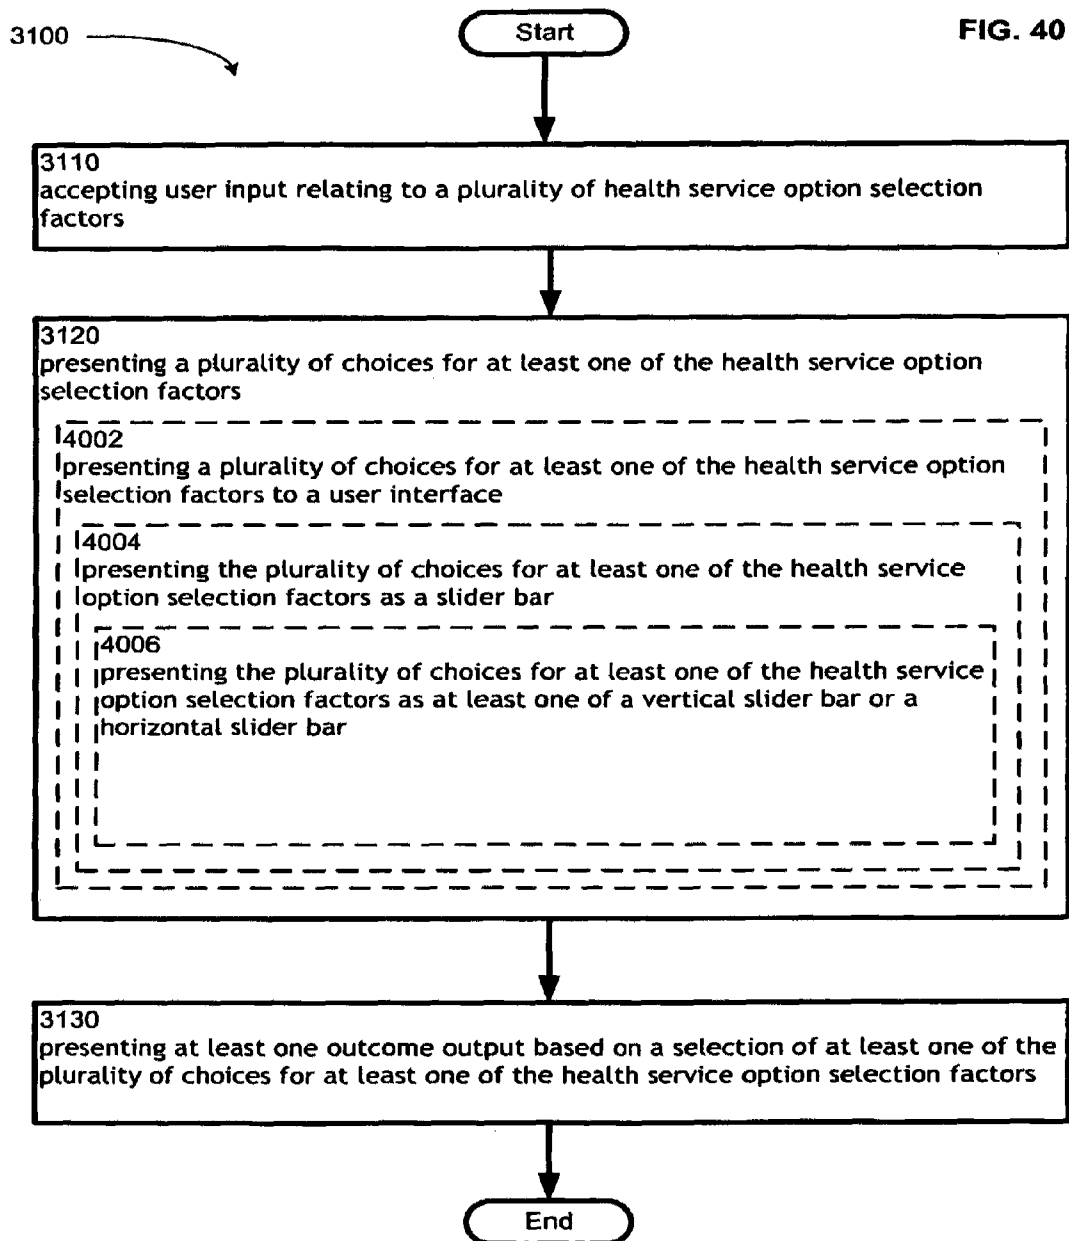 3100
Start
FIG. 40
3110
accepting user input relating to a plurality of health service option selection
factors
3120
presenting a plurality of choices for at least one of the health service option
selection factors
4002
presenting a plurality of choices for at least one of the health service option
selection factors to a user interface
4004
presenting the plurality of choices for at least one of the health service
option selection factors as a slider bar
4006
presenting the plurality of choices for at least one of the health service
option selection factors as at least one of a vertical slider bar or a
horizontal slider bar
3130
presenting at least one outcome output based on a selection of at least one of the
plurality of choices for at least one of the health service option selection factors
End